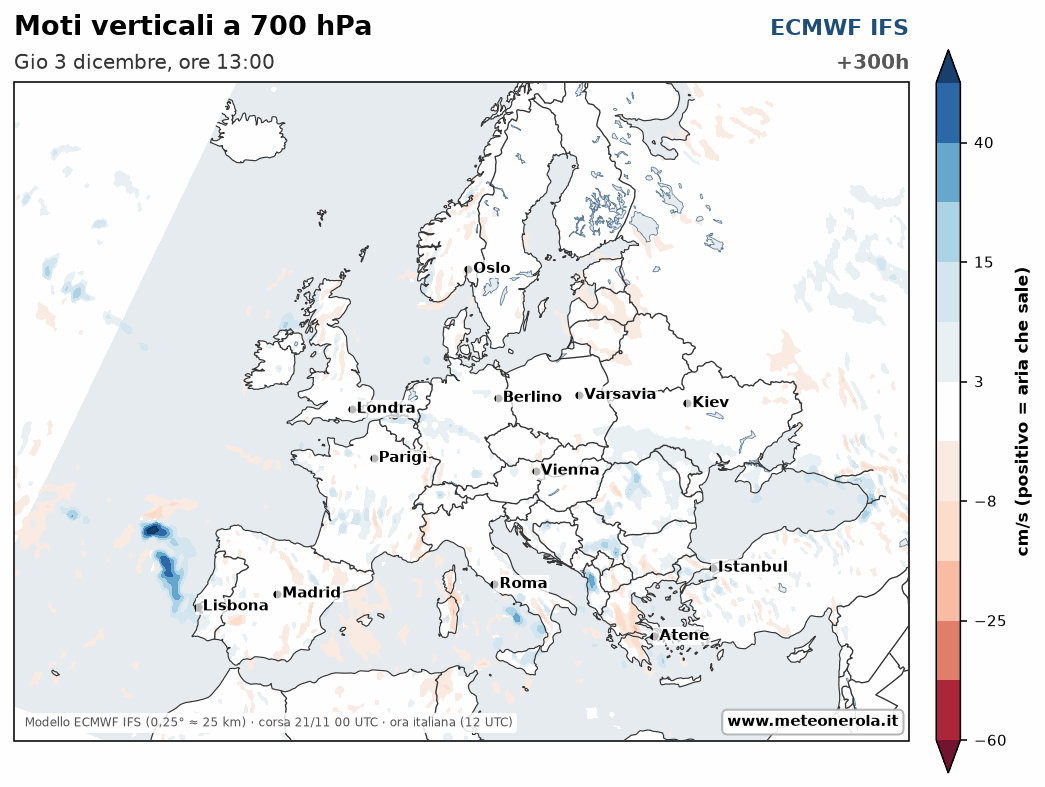 Moti verticali a 700 hPa
ECMWF IFS
Gio 3 dicembre, ore 13:00
+300h
40
15
3
−8
−25
−60
cm/s (positivo = aria che sale)
Oslo
Berlino
Varsavia
Kiev
Londra
Parigi
Vienna
Istanbul
Roma
Madrid
Lisbona
Atene
Modello ECMWF IFS (0,25° ≈ 25 km) · corsa 21/11 00 UTC · ora italiana (12 UTC)
www.meteonerola.it